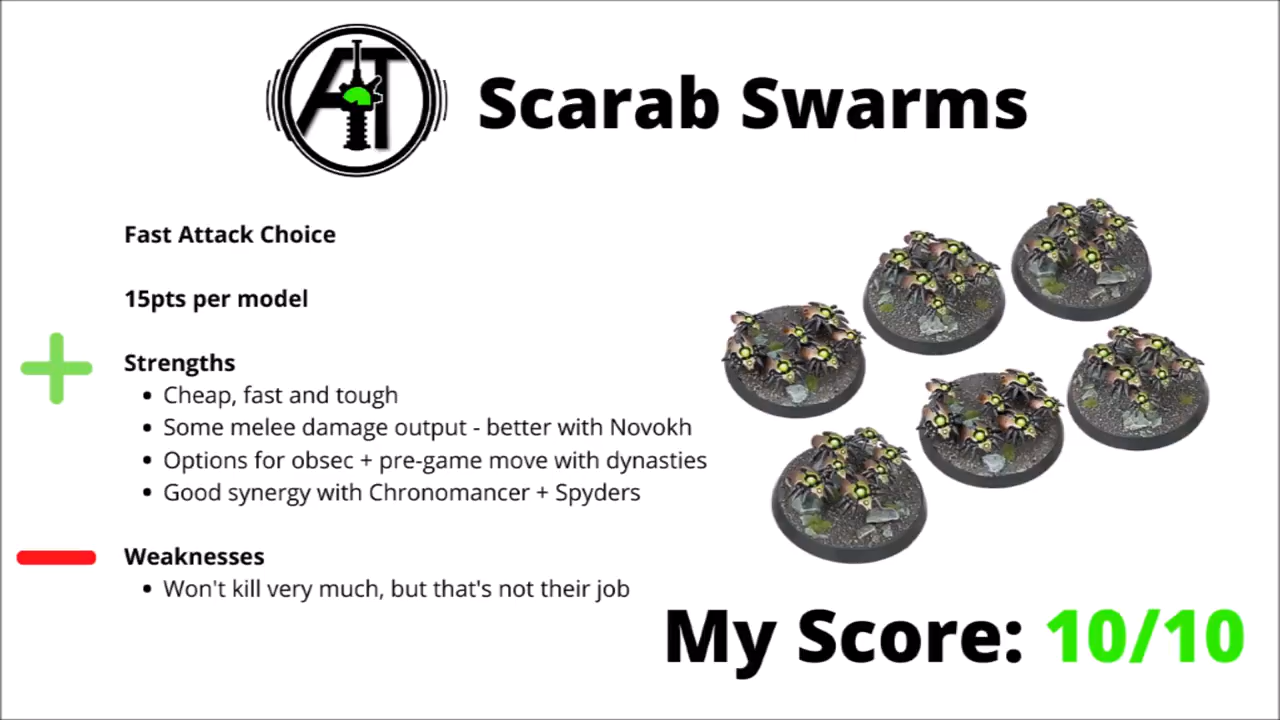 AT
Scarab Swarms
Fast Attack Choice
15pts per model
Strengths
• Cheap, fast and tough
• Some melee damage output - better with Novokh
• Options for obsec + pre-game move with dynasties
• Good synergy with Chronomancer + Spyders
Weaknesses
• Won't kill very much, but that's not their job
My Score: 10/10